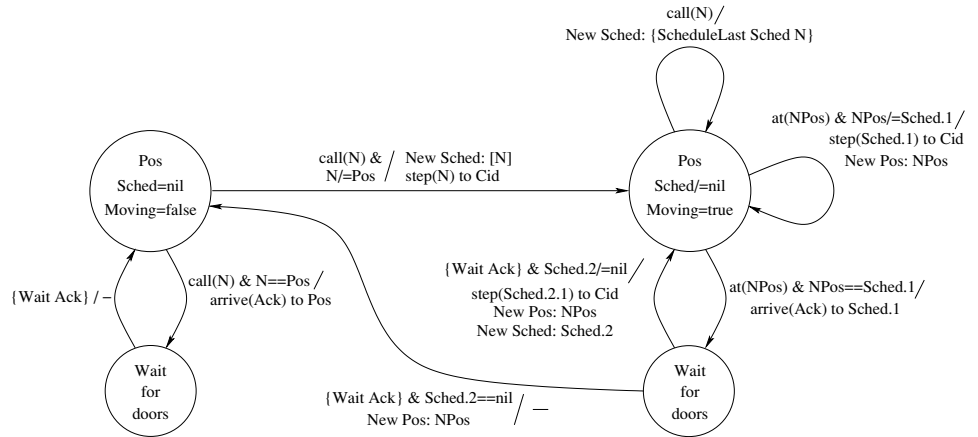 call(N) /
New Sched: {ScheduleLast Sched N}
at(NPos) & NPos/=Sched.1 /
step(Sched.1) to Cid
New Pos: NPos
Pos
Sched=nil
Moving=false
call(N) & / New Sched: [N]
N/=Pos step(N) to Cid
Pos
Sched/=nil
Moving=true
{Wait Ack} / −
call(N) & N==Pos /
arrive(Ack) to Pos
{Wait Ack} & Sched.2/=nil /
step(Sched.2.1) to Cid
New Pos: NPos
New Sched: Sched.2
at(NPos) & NPos==Sched.1 /
arrive(Ack) to Sched.1
Wait
for
doors
{Wait Ack} & Sched.2==nil / —
New Pos: NPos
Wait
for
doors